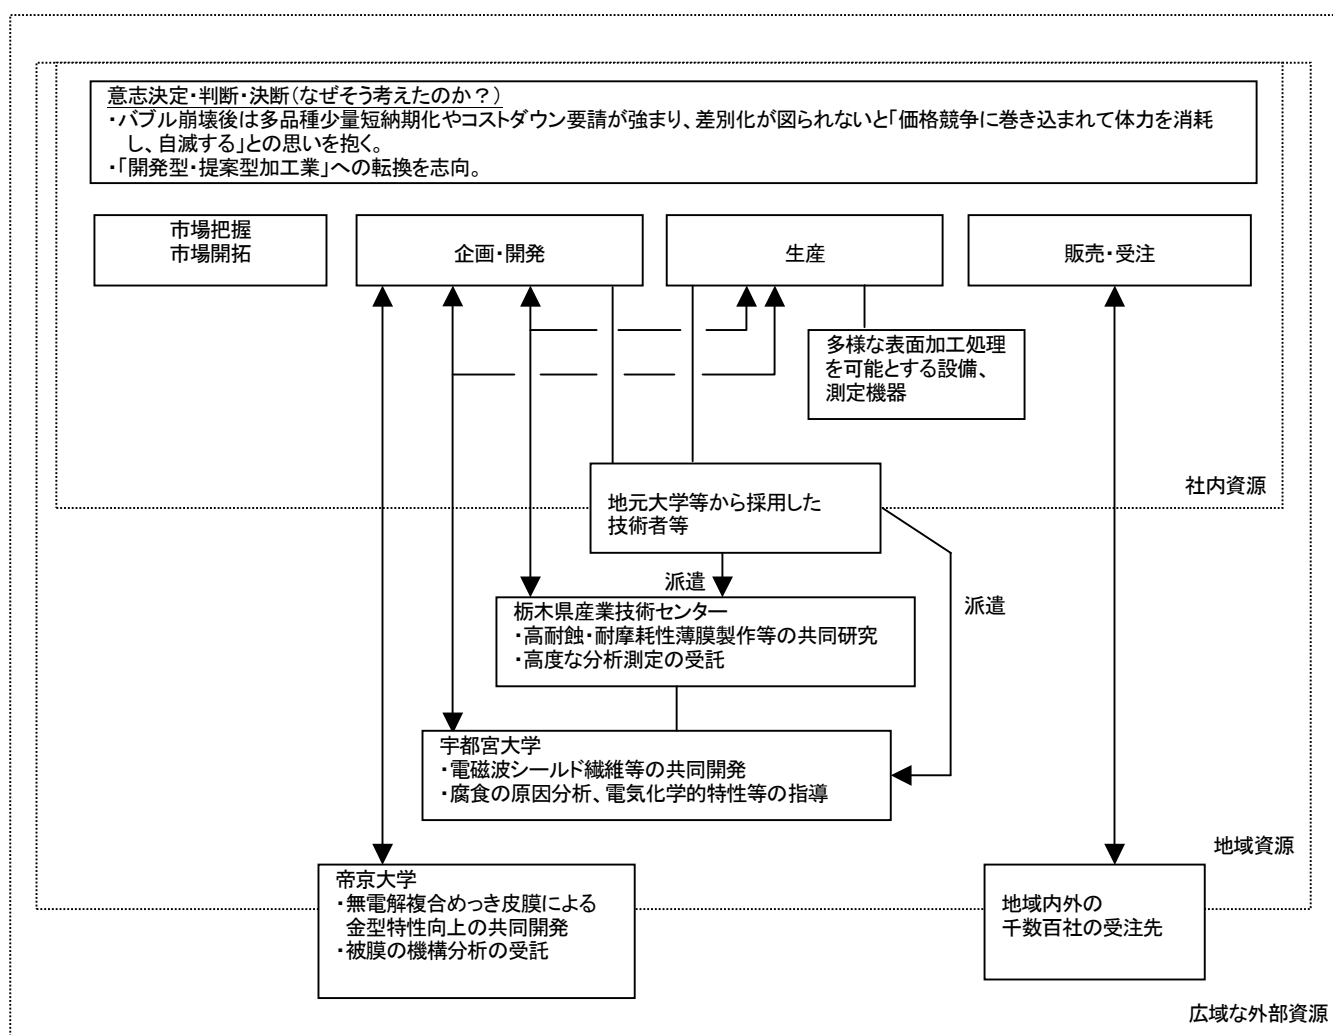 意志決定・判断・決断(なぜそう考えたのか?)
・バブル崩壊後は多品種少量短納期化やコストダウン要請が強まり、差別化が図られないと「価格競争に巻き込まれて体力を消耗
し、自滅する」との思いを抱く。
・「開発型・提案型加工業」への転換を志向。
市場把握
市場開拓
企画・開発
生産
販売・受注
多様な表面加工処理
を可能とする設備、
測定機器
社内資源
地元大学等から採用した
技術者等
派遣
派遣
栃木県産業技術センター
・高耐蝕・耐摩耗性薄膜製作等の共同研究
・高度な分析測定の受託
宇都宮大学
・電磁波シールド繊維等の共同開発
・腐食の原因分析、電気化学的特性等の指導
地域資源
帝京大学
・無電解複合めっき皮膜による
金型特性向上の共同開発
・被膜の機構分析の受託
地域内外の
千数百社の受注先
広域な外部資源